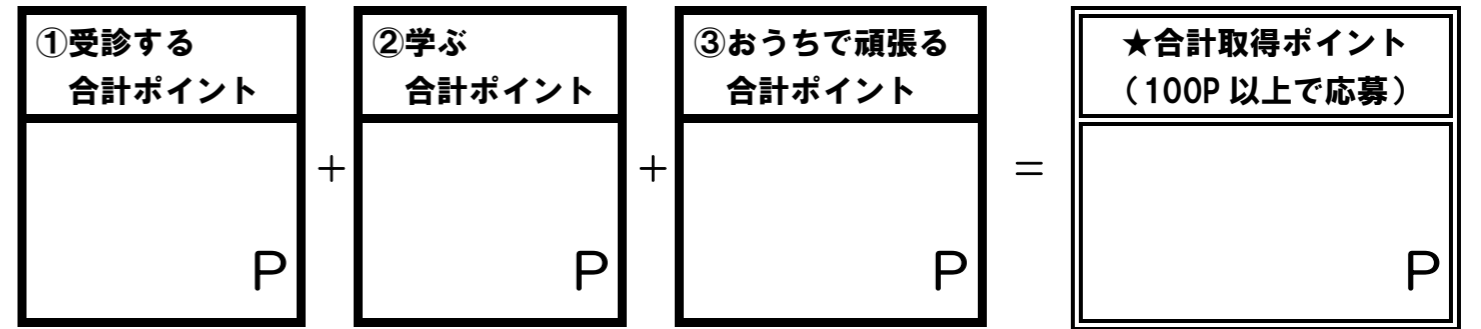 ①受診する
合計ポイント
②学ぶ
合計ポイント
③おうちで頑張る
合計ポイント
★合計取得ポイント
(100P 以上で応募)
P
+
P
+
P
=
P